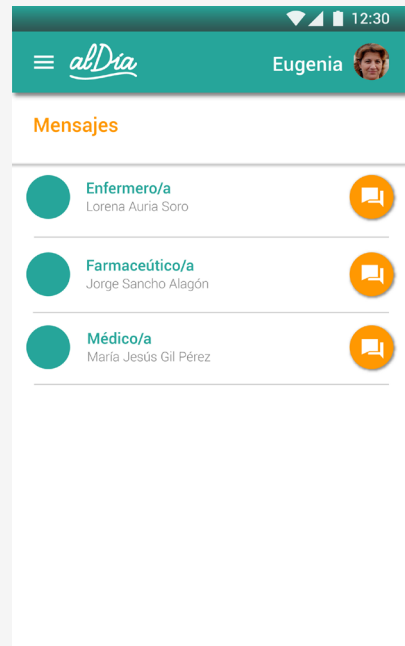 12:30
alDía
Eugenia
Mensajes
Enfermero/a
Lorena Auria Soro
Farmaceútico/a
Jorge Sancho Alagón
Médico/a
María Jesús Gil Pérez